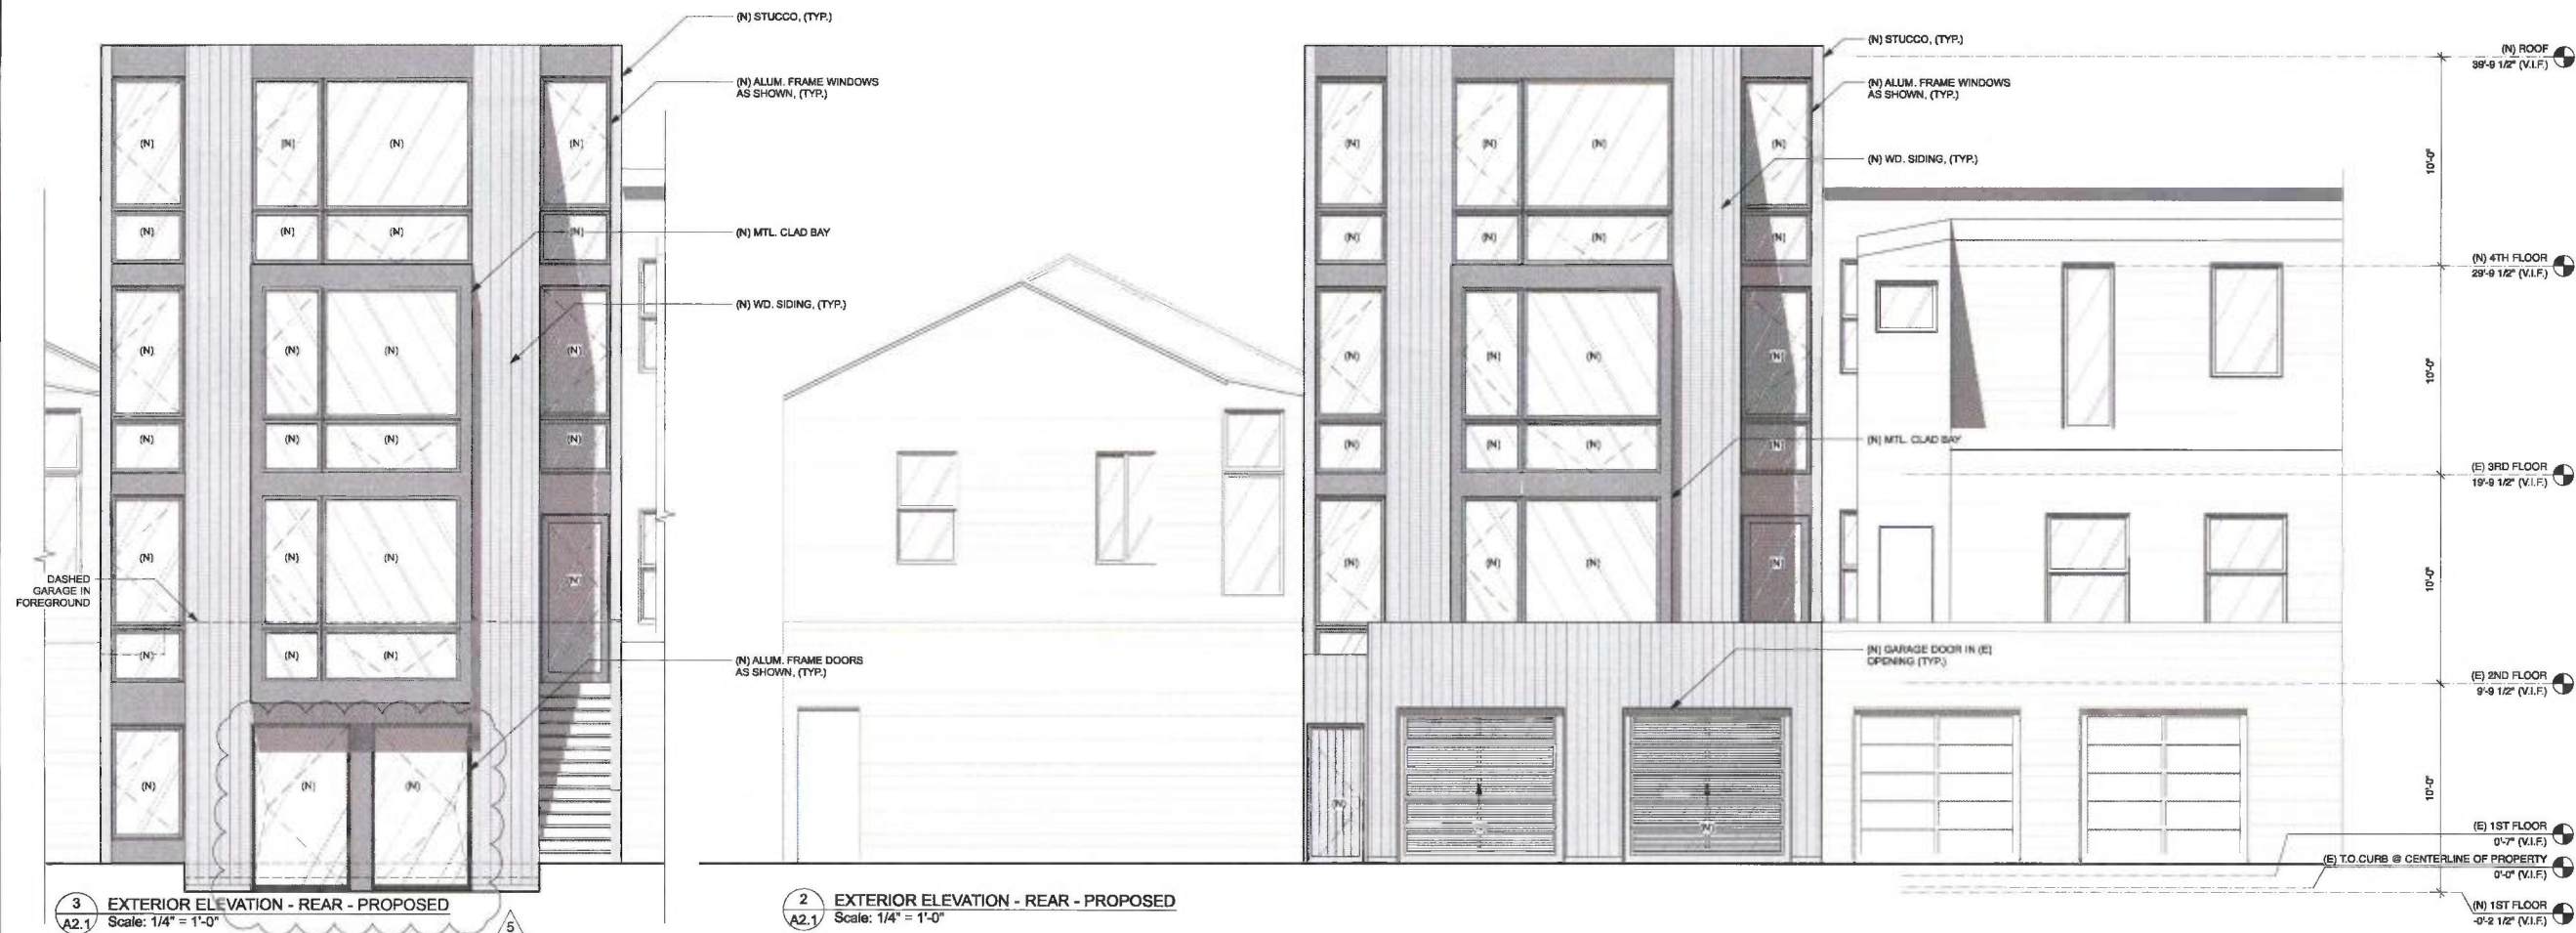 (N) STUCCO, (TYP.)
(N) ALUM. FRAME WINDOWS
AS SHOWN, (TYP.)
(N) MTL. CLAD BAY
(N) WD. SIDING, (TYP.)
DASHED
GARAGE IN
FOREGROUND
(N) ALUM. FRAME DOORS
AS SHOWN, (TYP.)
(N) (N) (N) (N)
(N) (N) (N) (N)
(N) (N) (N) (N)
(N) (N) (N) (N)
(N) (N) (N) (N)
(N) (N) (N)
(N) (N) (N)
3
A2.1
EXTERIOR ELEVATION - REAR - PROPOSED
Scale: 1/4" = 1'-0"
5
(N) STUCCO, (TYP.)
(N) ALUM. FRAME WINDOWS
AS SHOWN, (TYP.)
(N) WD. SIDING, (TYP.)
(N) MTL. CLAD BAY
(N) GARAGE DOOR IN (E)
OPENING (TYP.)
(N) (N) (N) (N)
(N) (N) (N) (N)
(N) (N) (N) (N)
(N) (N) (N) (N)
(N) (N) (N) (N)
(N) (N)
2
A2.1
EXTERIOR ELEVATION - REAR - PROPOSED
Scale: 1/4" = 1'-0"
(N) ROOF
39'-9 1/2" (V.I.F.)
10'-0"
(N) 4TH FLOOR
29'-9 1/2" (V.I.F.)
10'-0"
(E) 3RD FLOOR
19'-9 1/2" (V.I.F.)
10'-0"
(E) 2ND FLOOR
9'-9 1/2" (V.I.F.)
10'-0"
(E) 1ST FLOOR
0'-7" (V.I.F.)
(E) T.O.CURB @ CENTERLINE OF PROPERTY
0'-0" (V.I.F.)
(N) 1ST FLOOR
-0'-2 1/2" (V.I.F.)